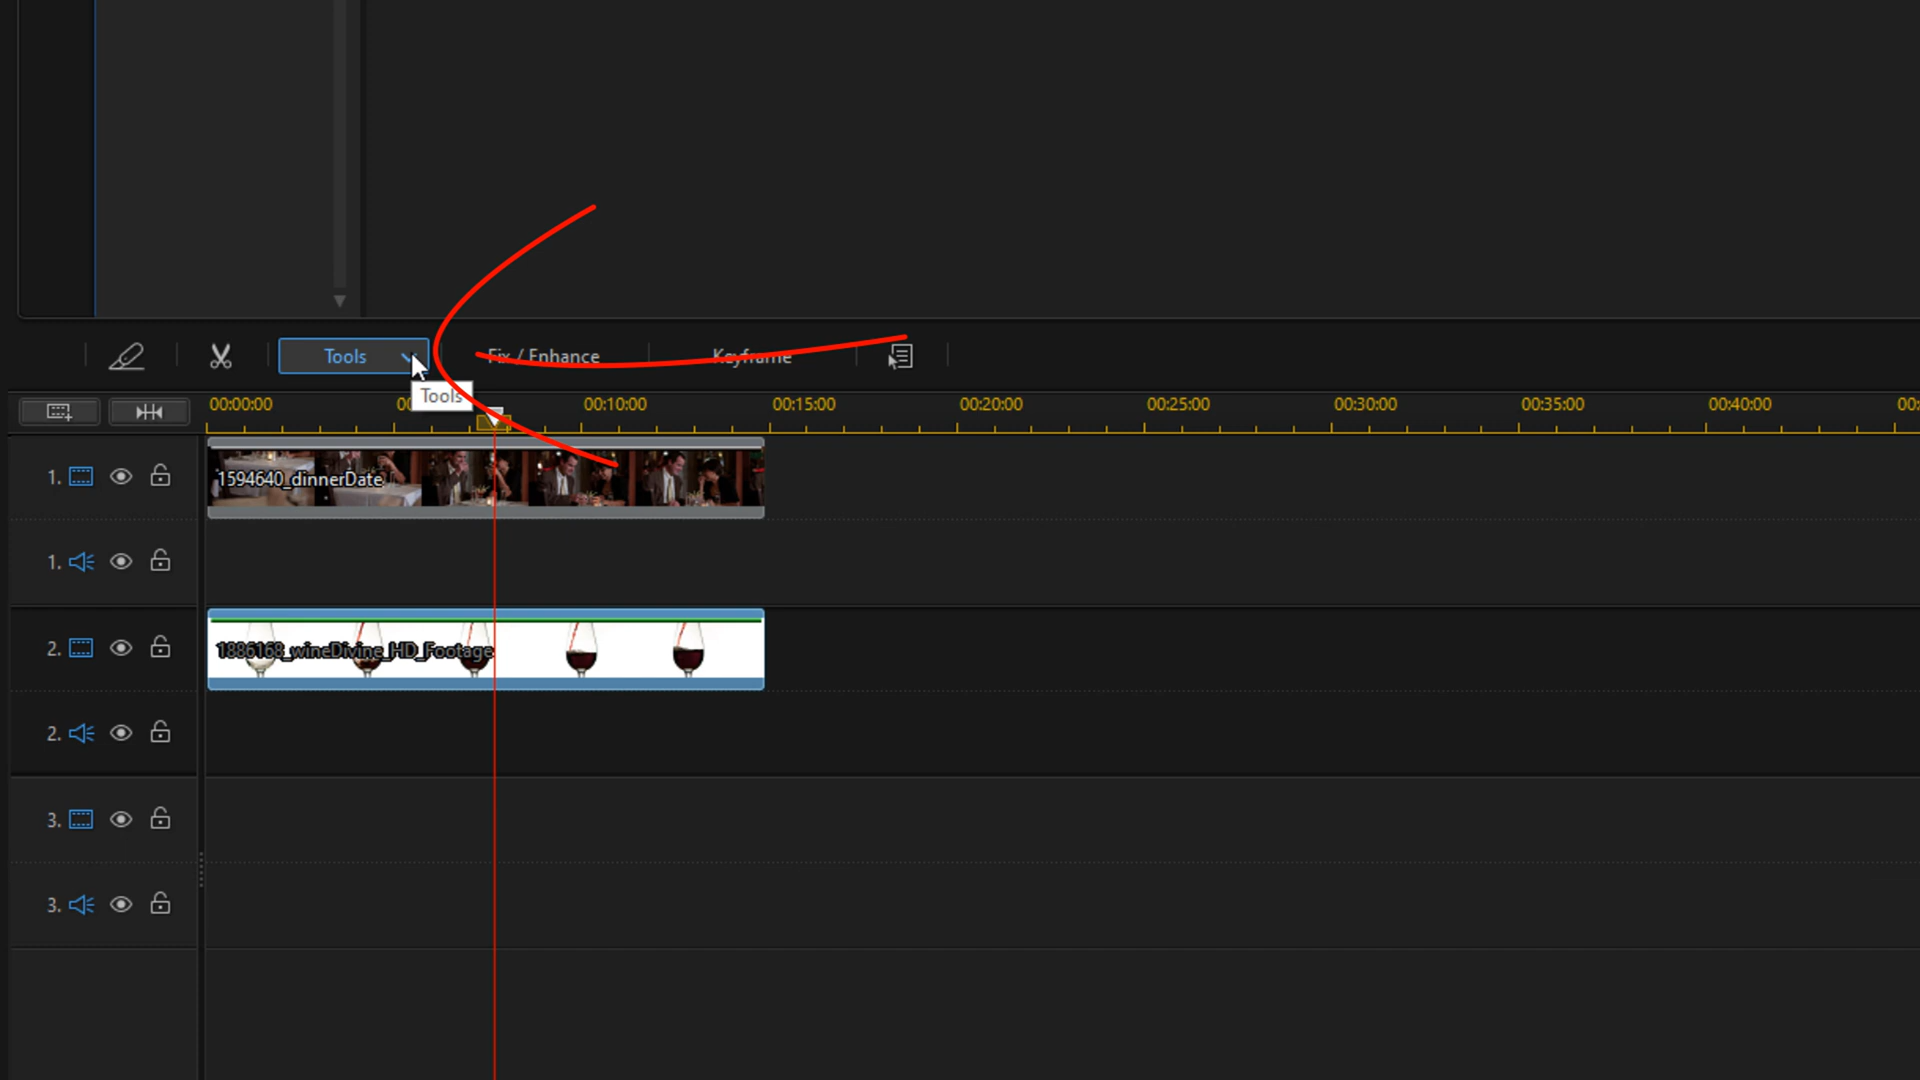 Tools Fix / Enhance Keyframe
Tools
00:00:00 00:10:00 00:15:00 00:20:00 00:25:00 00:30:00 00:35:00 00:40:00
1. 1594640_dinnerDate
1.
2. 1886168_wineDivine_HD_Footage
2.
3.
3.